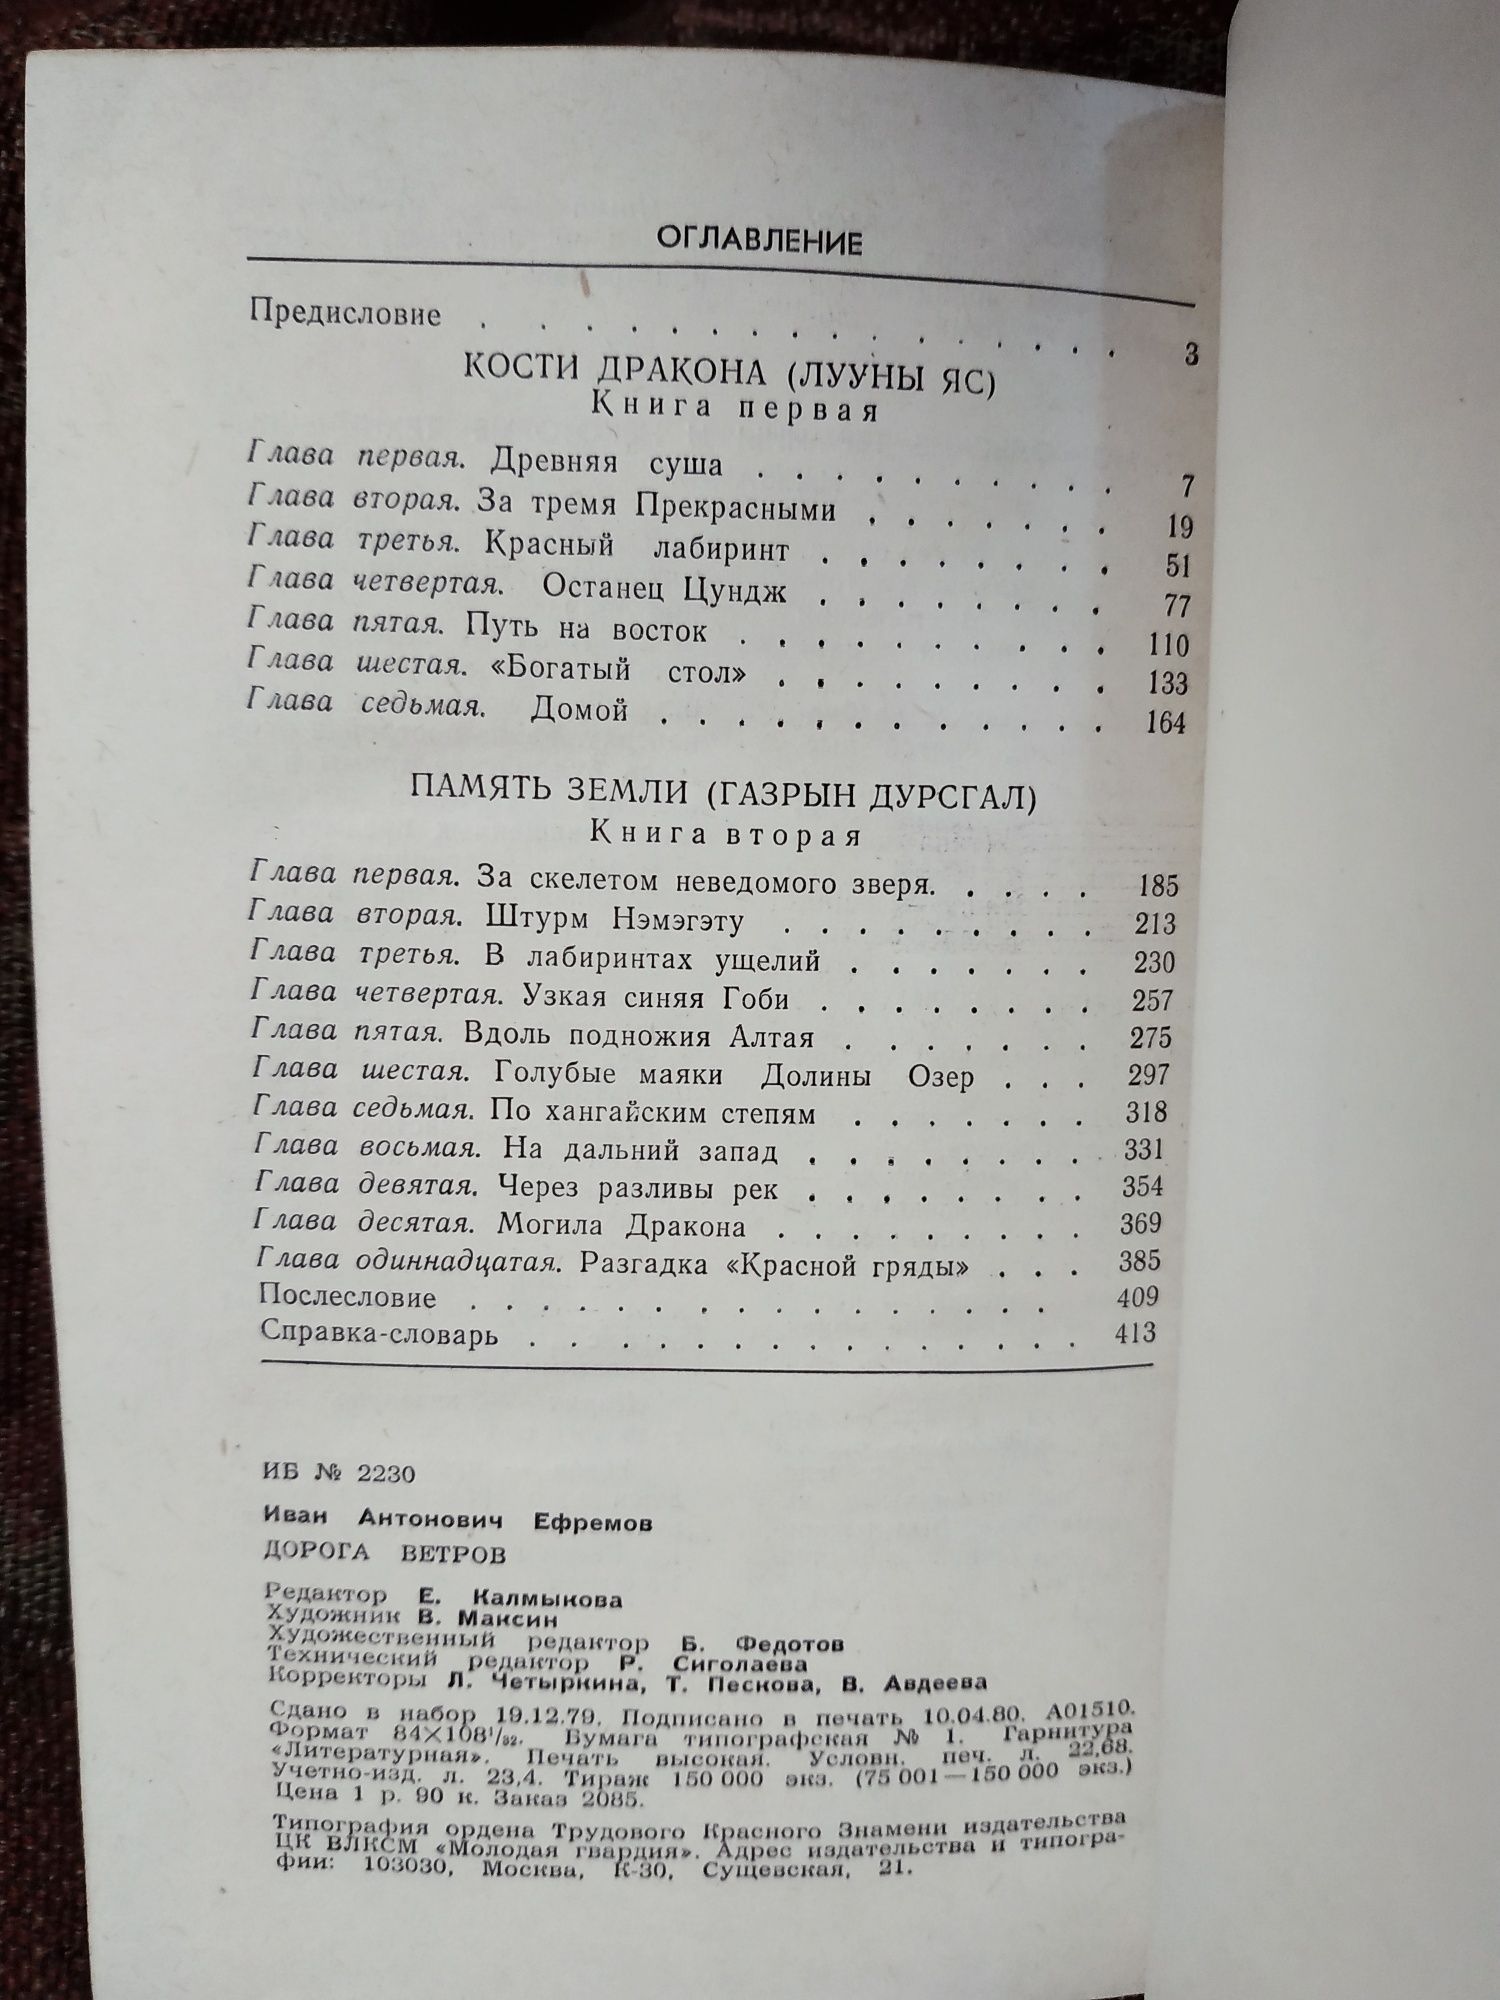 ОГЛАВЛЕНИЕ
Предисловие . . . . . . . . . . . . . . . 3
КОСТИ ДРАКОНА (ЛУУНЫ ЯС)
Книга первая
Глава первая. Древняя суша . . . . . . . . . . 7
Глава вторая. За тремя Прекрасными . . . . . . . 19
Глава третья. Красный лабиринт . . . . . . . . 51
Глава четвертая. Останец Цундж . . . . . . . . 77
Глава пятая. Путь на восток . . . . . . . . . . 110
Глава шестая. «Богатый стол» . . . . . . . . . 133
Глава седьмая. Домой . . . . . . . . . . . . 164
ПАМЯТЬ ЗЕМЛИ (ГАЗРЫН ДУРСГАЛ)
Книга вторая
Глава первая. За скелетом неведомого зверя. . . . . 185
Глава вторая. Штурм Нэмэгэту . . . . . . . . . 213
Глава третья. В лабиринтах ущелий . . . . . . . 230
Глава четвертая. Узкая синяя Гоби . . . . . . . . 257
Глава пятая. Вдоль подножия Алтая . . . . . . . 275
Глава шестая. Голубые маяки Долины Озер . . . 297
Глава седьмая. По хангайским степям . . . . . . . 318
Глава восьмая. На дальний запад . . . . . . . . 331
Глава девятая. Через разливы рек . . . . . . . . 354
Глава десятая. Могила Дракона . . . . . . . . . 369
Глава одиннадцатая. Разгадка «Красной гряды» . . . 385
Послесловие . . . . . . . . . . . . . . . . 409
Справка-словарь . . . . . . . . . . . . . . . 413
ИБ № 2230
Иван Антонович Ефремов
ДОРОГА ВЕТРОВ
Редактор Е. Калмыкова
Художник В. Максин
Художественный редактор Б. Федотов
Технический редактор Р. Сиголаева
Корректоры Л. Четыркина, Т. Пескова, В. Авдеева
Сдано в набор 19.12.79. Подписано в печать 10.04.80. А01510.
Формат 84×108¹/₃₂. Бумага типографская № 1. Гарнитура
«Литературная». Печать высокая. Условн. печ. л. 22,68.
Учетно-изд. л. 23,4. Тираж 150 000 экз. (75 001—150 000 экз.)
Цена 1 р. 90 к. Заказ 2085.
Типография ордена Трудового Красного Знамени издательства
ЦК ВЛКСМ «Молодая гвардия». Адрес издательства и типогра-
фии: 103030, Москва, К-30, Сущевская, 21.